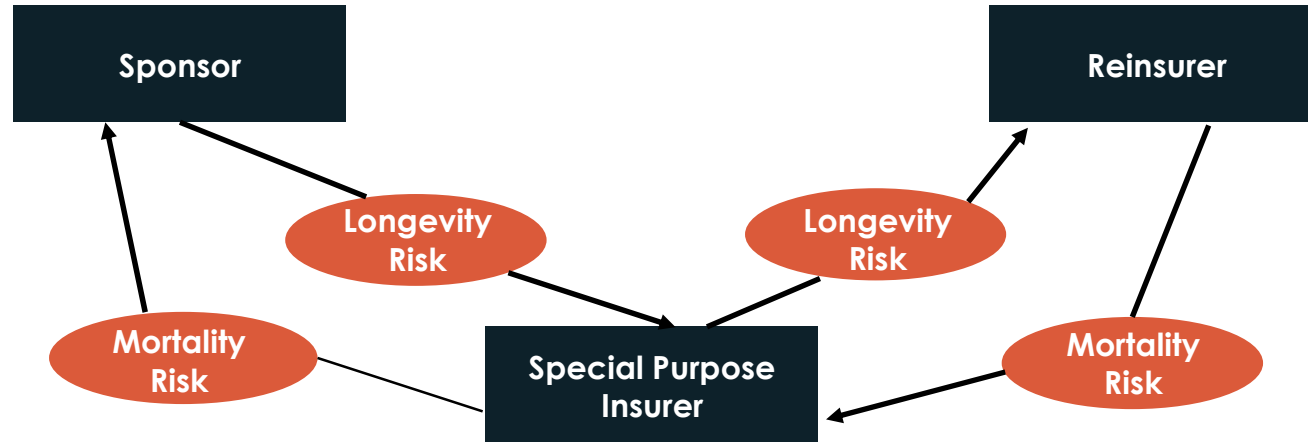 Sponsor
Reinsurer
Longevity
Risk
Longevity
Risk
Mortality
Risk
Special Purpose
Insurer
Mortality
Risk